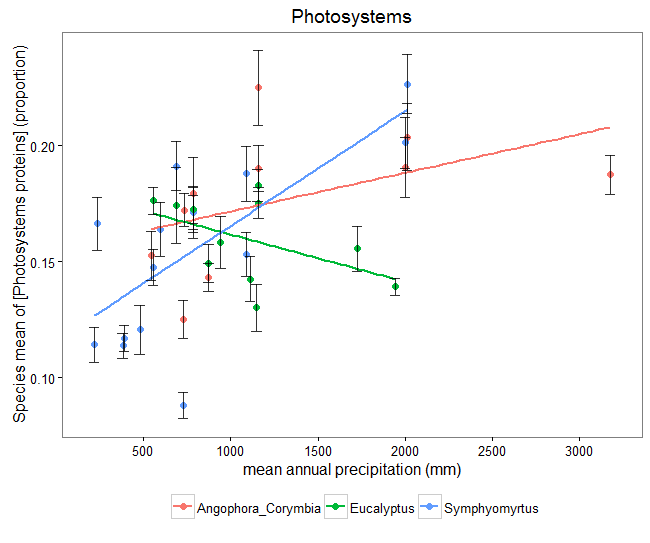 Photosystems
Species mean of [Photosystems proteins] (proportion)
0.20
0.15
0.10
500 1000 1500 2000 2500 3000
mean annual precipitation (mm)
Angophora_Corymbia Eucalyptus Symphyomyrtus